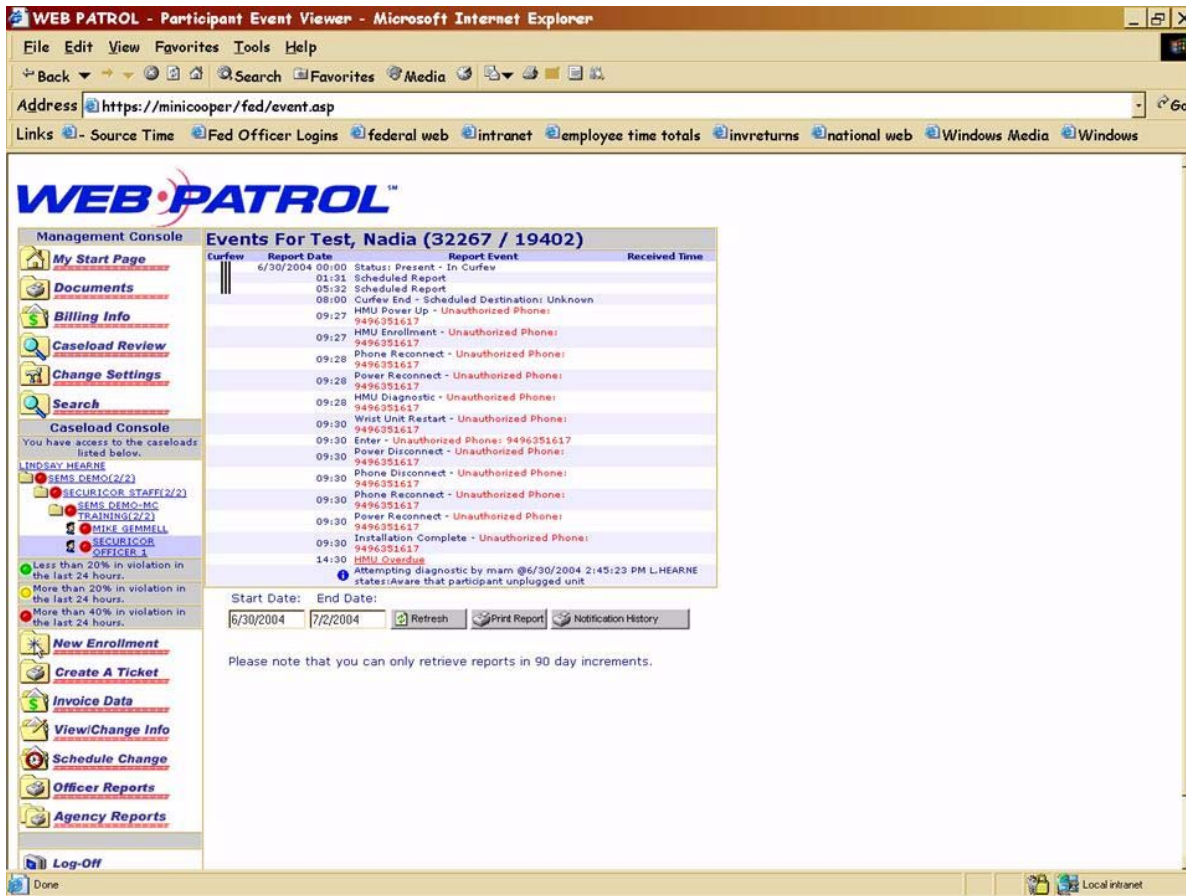 WEB PATROL - Participant Event Viewer - Microsoft Internet Explorer
File Edit View Favorites Tools Help
Back Search Favorites Media
Address https://minicooper/fed/event.asp Go
Links - Source Time Fed Officer Logins federal web intranet employee time totals invreturns national web Windows Media Windows
WEB PATROL SM
Management Console
My Start Page
Documents
Billing Info
Caseload Review
Change Settings
Search
Caseload Console
You have access to the caseloads
listed below.
LINDSAY HEARNE
SEMS DEMO(2/2)
SECURICOR STAFF(2/2)
SEMS DEMO-MC
TRAINING(2/2)
MIKE GEMMELL
SECURICOR
OFFICER 1
Less than 20% in violation in
the last 24 hours.
More than 20% in violation in
the last 24 hours.
More than 40% in violation in
the last 24 hours.
New Enrollment
Create A Ticket
Invoice Data
View/Change Info
Schedule Change
Officer Reports
Agency Reports
Log-Off
Events For Test, Nadia (32267 / 19402)
Curfew Report Date Report Event Received Time
6/30/2004 00:00 Status: Present - In Curfew
01:31 Scheduled Report
05:32 Scheduled Report
08:00 Curfew End - Scheduled Destination: Unknown
09:27 HMU Power Up - Unauthorized Phone:
9496351617
09:27 HMU Enrollment - Unauthorized Phone:
9496351617
09:28 Phone Reconnect - Unauthorized Phone:
9496351617
09:28 Power Reconnect - Unauthorized Phone:
9496351617
09:28 HMU Diagnostic - Unauthorized Phone:
9496351617
09:30 Wrist Unit Restart - Unauthorized Phone:
9496351617
09:30 Enter - Unauthorized Phone: 9496351617
09:30 Power Disconnect - Unauthorized Phone:
9496351617
09:30 Phone Disconnect - Unauthorized Phone:
9496351617
09:30 Phone Reconnect - Unauthorized Phone:
9496351617
09:30 Power Reconnect - Unauthorized Phone:
9496351617
09:30 Installation Complete - Unauthorized Phone:
9496351617
14:30 HMU Overdue
Attempting diagnostic by mam @6/30/2004 2:45:23 PM L.HEARNE
states:Aware that participant unplugged unit
Start Date: End Date:
6/30/2004 7/2/2004 Refresh Print Report Notification History
Please note that you can only retrieve reports in 90 day increments.
Done Local intranet